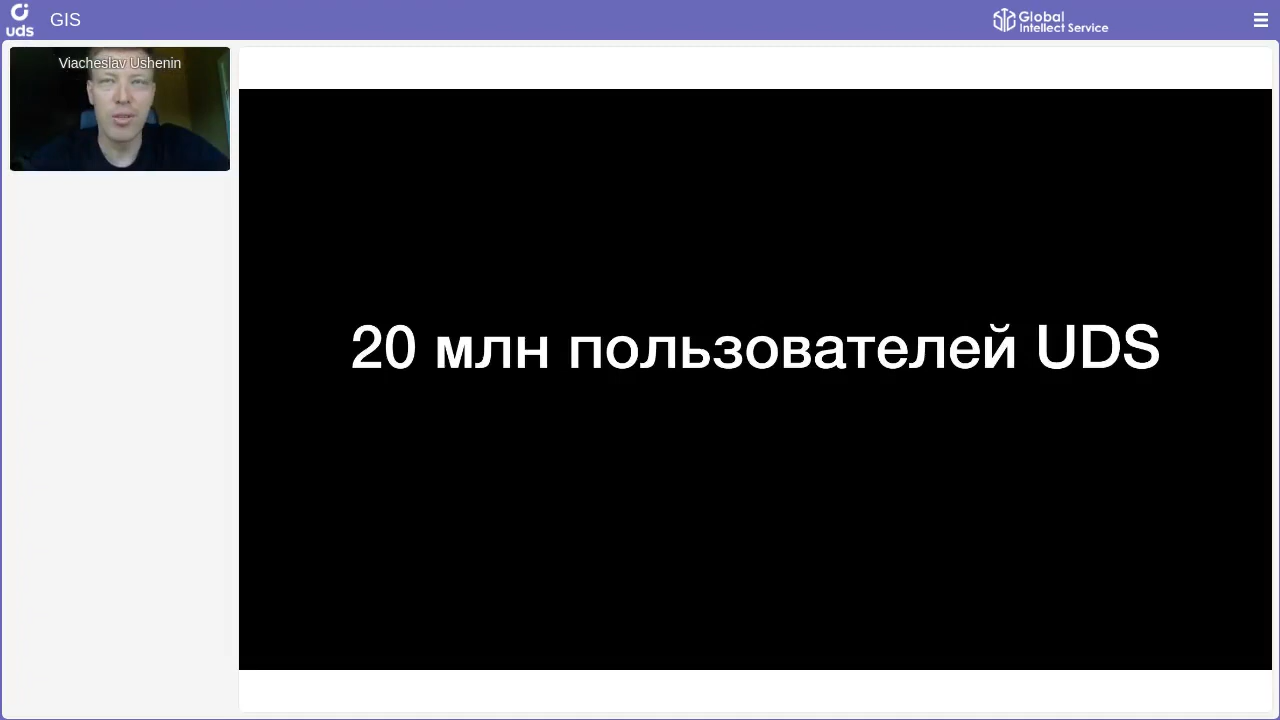 uds
GIS
Global
Intellect Service
Viacheslav Ushenin
20 млн пользователей UDS